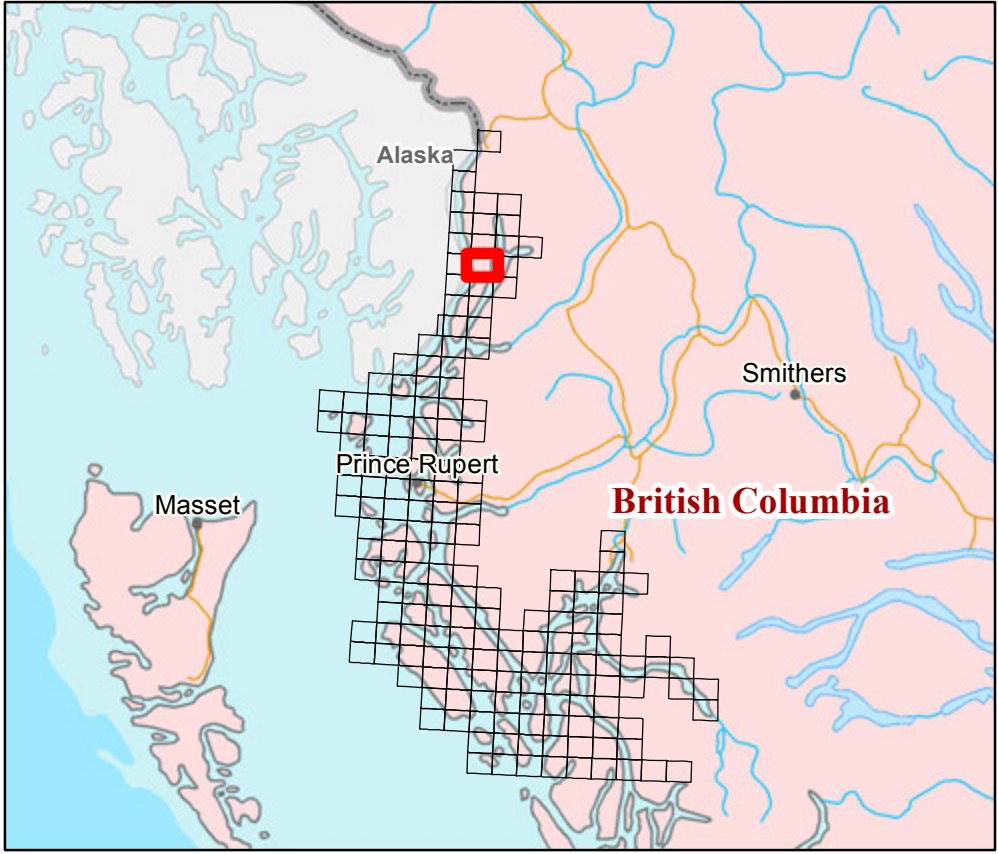 Alaska
Smithers
Prince Rupert
British Columbia
Masset